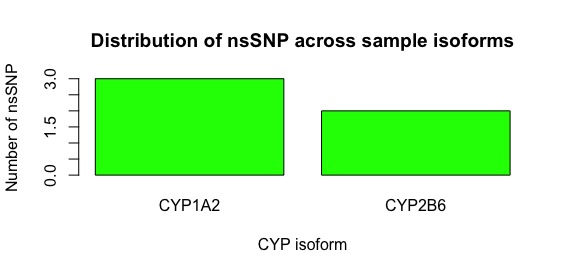 Distribution of nsSNP across sample isoforms
Number of nsSNP
3.0
1.5
0.0
CYP1A2 CYP2B6
CYP isoform